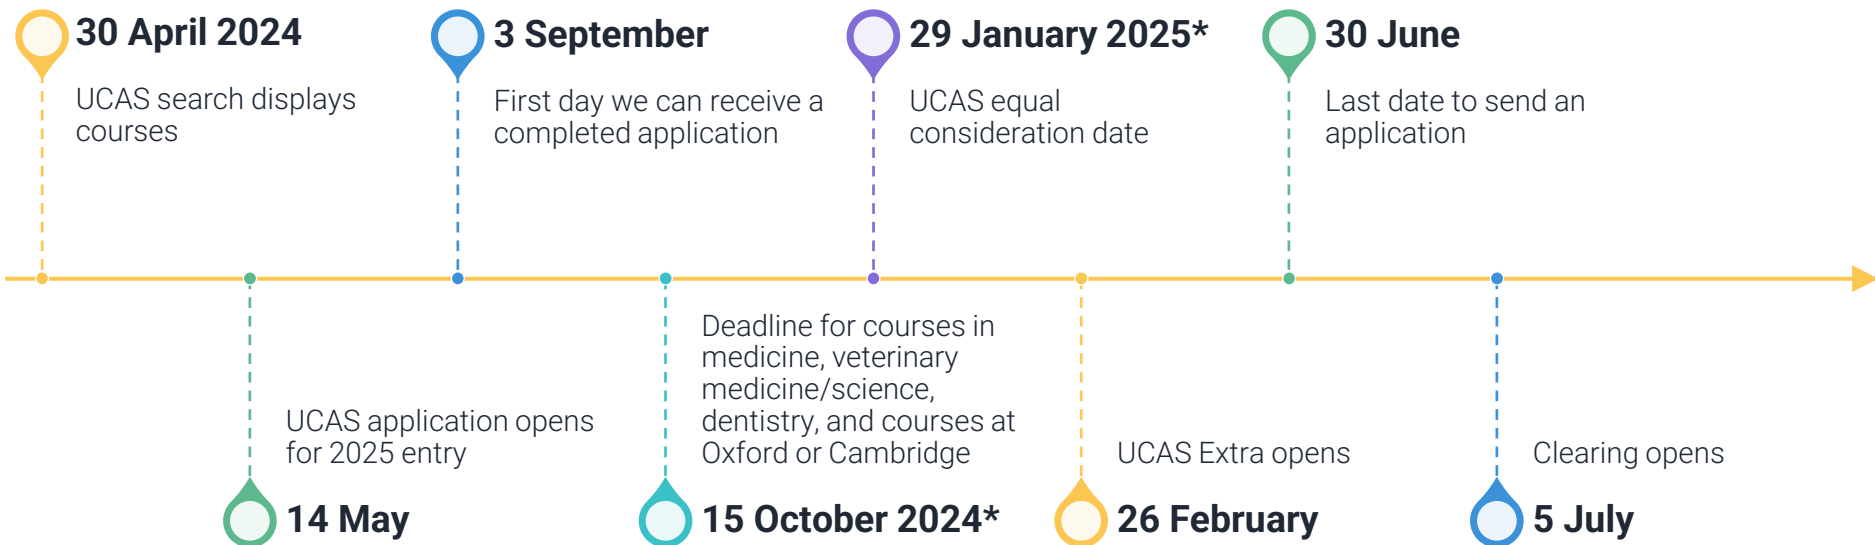 30 April 2024
UCAS search displays
courses
3 September
First day we can receive a
completed application
29 January 2025*
UCAS equal
consideration date
30 June
Last date to send an
application
UCAS application opens
for 2025 entry
14 May
Deadline for courses in
medicine, veterinary
medicine/science,
dentistry, and courses at
Oxford or Cambridge
15 October 2024*
UCAS Extra opens
26 February
Clearing opens
5 July